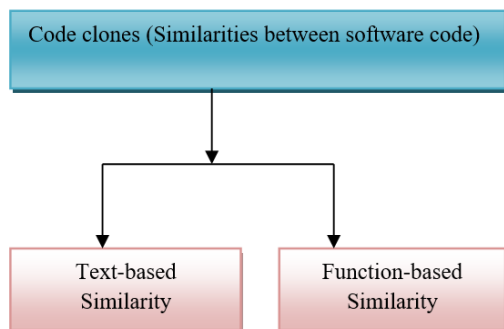 Code clones (Similarities between software code)
Text-based
Similarity
Function-based
Similarity